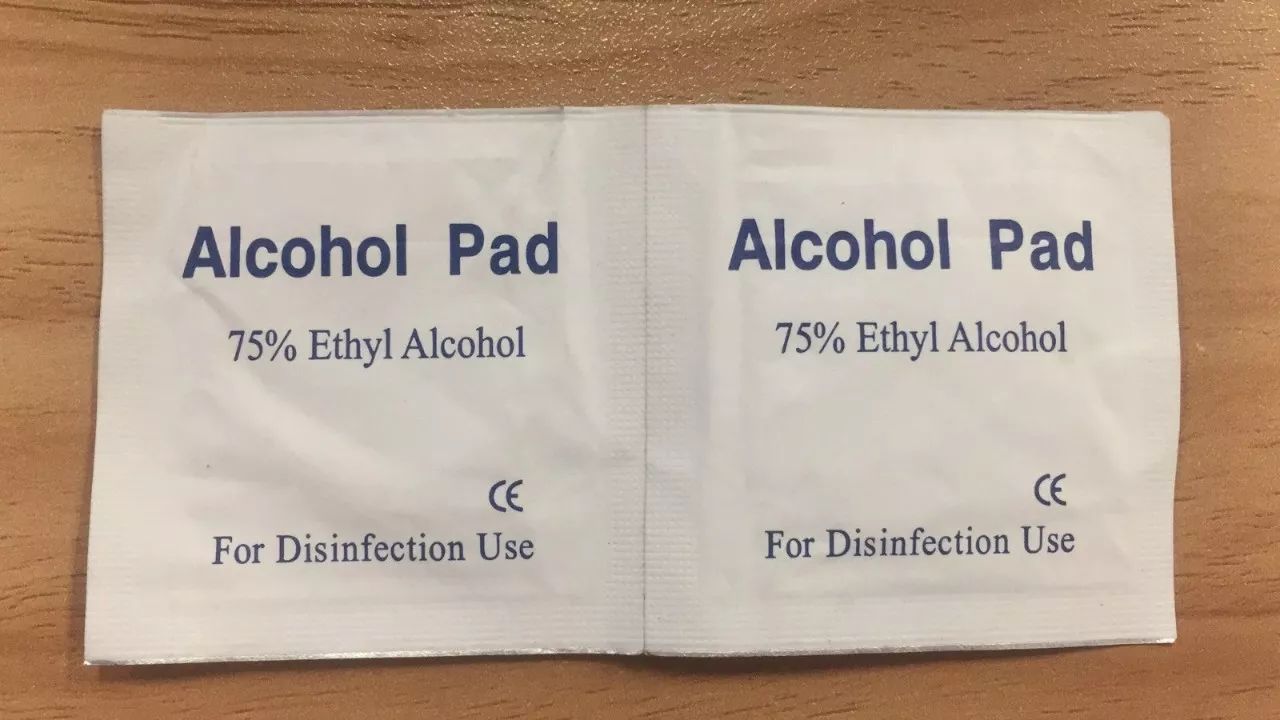 Alcohol Pad
75% Ethyl Alcohol
CE
For Disinfection Use
Alcohol Pad
75% Ethyl Alcohol
CE
For Disinfection Use